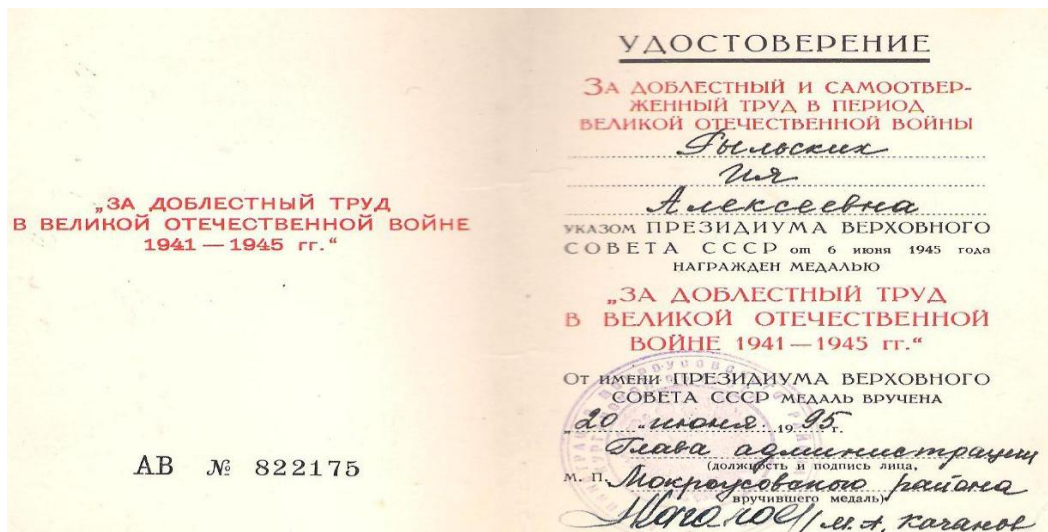 „ЗА ДОБЛЕСТНЫЙ ТРУД
В ВЕЛИКОЙ ОТЕЧЕСТВЕННОЙ ВОЙНЕ
1941 — 1945 гг.“
АВ № 822175
УДОСТОВЕРЕНИЕ
ЗА ДОБЛЕСТНЫЙ И САМООТВЕР-
ЖЕННЫЙ ТРУД В ПЕРИОД
ВЕЛИКОЙ ОТЕЧЕСТВЕННОЙ ВОЙНЫ
Рыльских
Ия
Алексеевна
УКАЗОМ ПРЕЗИДИУМА ВЕРХОВНОГО
СОВЕТА СССР от 6 июня 1945 года
НАГРАЖДЕН МЕДАЛЬЮ
„ЗА ДОБЛЕСТНЫЙ ТРУД
В ВЕЛИКОЙ ОТЕЧЕСТВЕННОЙ
ВОЙНЕ 1941 — 1945 гг.“
ОТ ИМЕНИ ПРЕЗИДИУМА ВЕРХОВНОГО
СОВЕТА СССР МЕДАЛЬ ВРУЧЕНА
„20 „ июня 1995 г.
Глава администрации
(должность и подпись лица,
М. П. Мокроусовского района
вручившего медаль)
/ М. А. Качанов